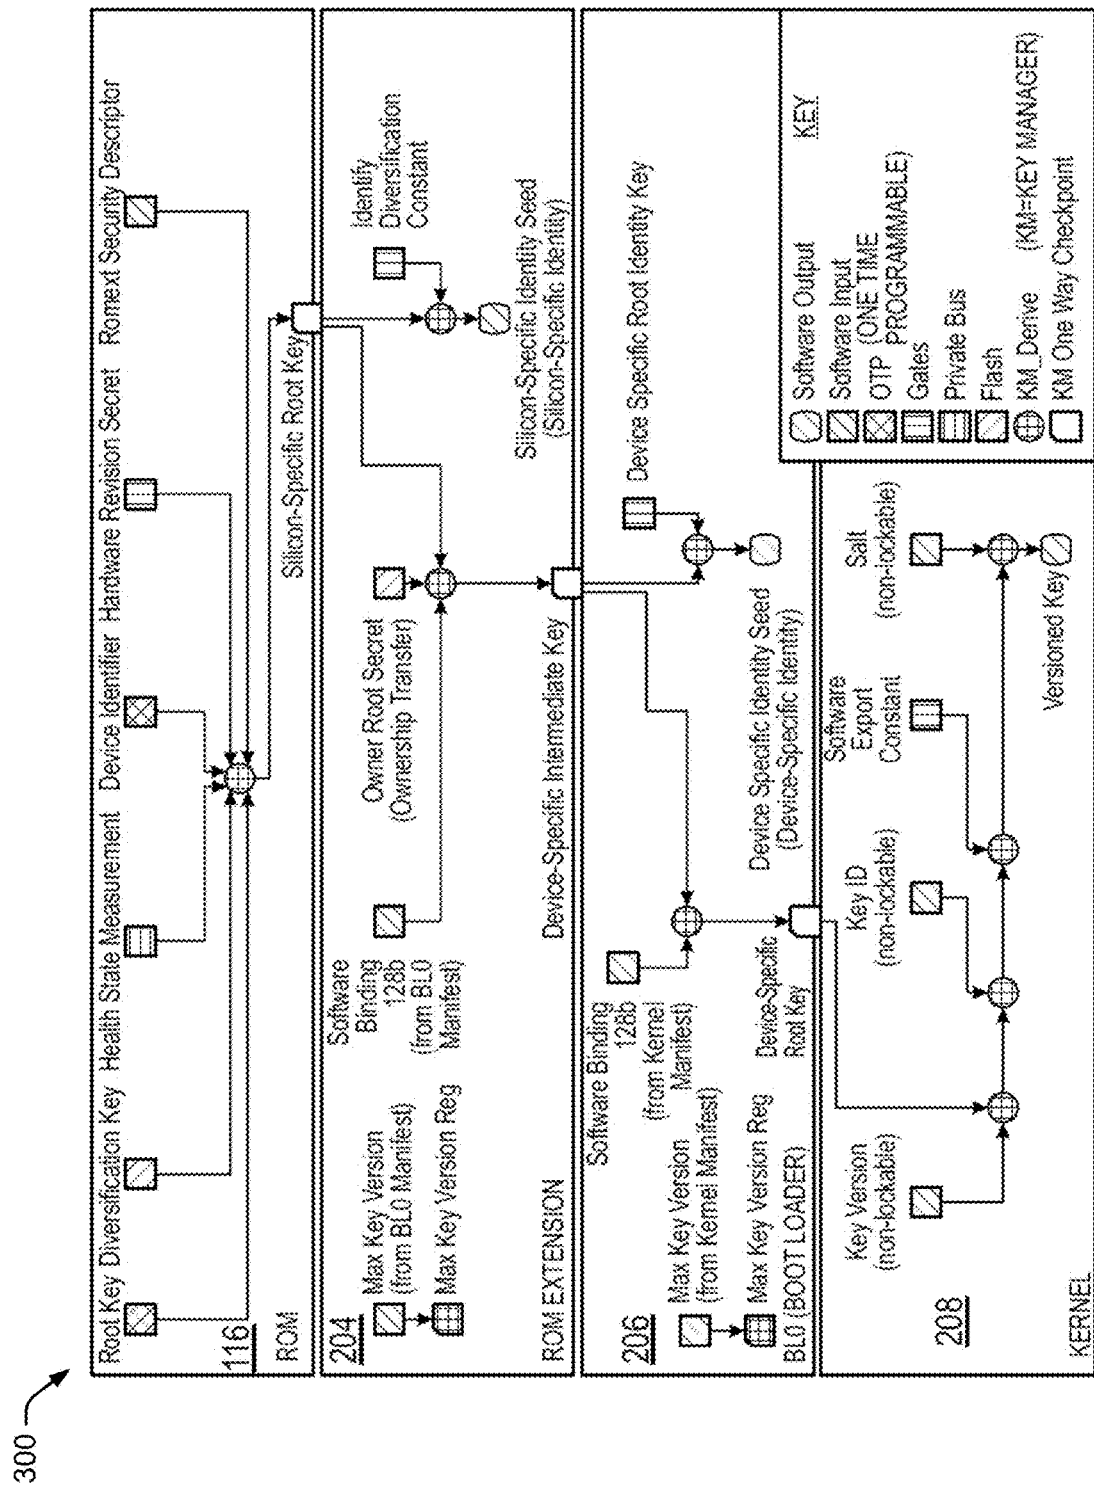 300
Root Key Diversification Key
Health State Measurement
Device Identifier
Hardware Revision Secret
Romext Security Descriptor
116
ROM
Silicon-Specific Root Key
204
Max Key Version
(from BL0 Manifest)
Max Key Version Reg
Software
Binding
128b
(from BL0
Manifest)
Owner Root Secret
(Ownership Transfer)
Identify
Diversification
Constant
Silicon-Specific Identity Seed
(Silicon-Specific Identity)
ROM EXTENSION
Device-Specific Intermediate Key
206
Max Key Version
(from Kernel Manifest)
Max Key Version Reg
Software Binding
128b
(from Kernel
Manifest)
Device Specific Root Identity Key
Device Specific Identity Seed
(Device-Specific Identity)
Device-Specific
Root Key
BL0 (BOOT LOADER)
208
Key Version
(non-lockable)
Key ID
(non-lockable)
Software
Export
Constant
Salt
(non-lockable)
Versioned Key
KERNEL
KEY
Software Output
Software Input
OTP (ONE TIME
PROGRAMMABLE)
Gates
Private Bus
Flash
KM_Derive (KM=KEY MANAGER)
KM One Way Checkpoint